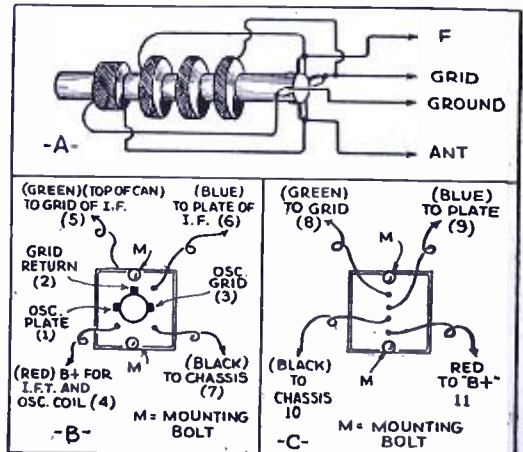 F
GRID
GROUND
ANT
-A-
(GREEN)(TOP OF CAN)
TO GRID OF I.F.
(5)
(BLUE)
TO PLATE OF
I.F. (6)
M
GRID
RETURN
(2)
OSC.
GRID
(3)
OSC.
PLATE
(1)
M
(RED) B+ FOR
I.F.T. AND
OSC. COIL (4)
(BLACK)
TO CHASSIS
(7)
-B-
M = MOUNTING
BOLT
(GREEN)
TO GRID
(8)
(BLUE)
TO PLATE
(9)
M
(BLACK)
TO
CHASSIS
10
M
RED
TO "B+"
11
-C-
M = MOUNTING
BOLT